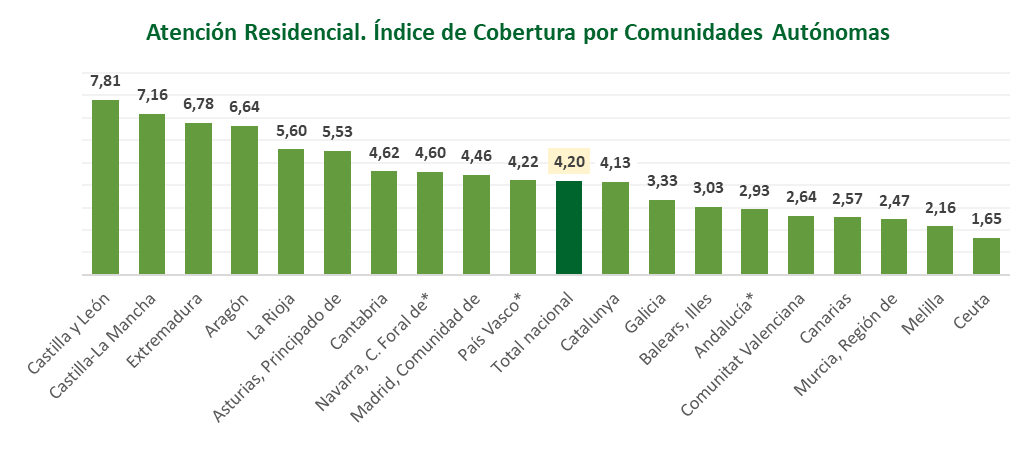 Atención Residencial. Índice de Cobertura por Comunidades Autónomas
7,81
7,16
6,78
6,64
5,60
5,53
4,62
4,60
4,46
4,22
4,20
4,13
3,33
3,03
2,93
2,64
2,57
2,47
2,16
1,65
Castilla y León
Castilla-La Mancha
Extremadura
Aragón
La Rioja
Asturias, Principado de
Cantabria
Navarra, C. Foral de*
Madrid, Comunidad de
País Vasco*
Total nacional
Catalunya
Galicia
Balears, Illes
Andalucía*
Comunitat Valenciana
Canarias
Murcia, Región de
Melilla
Ceuta